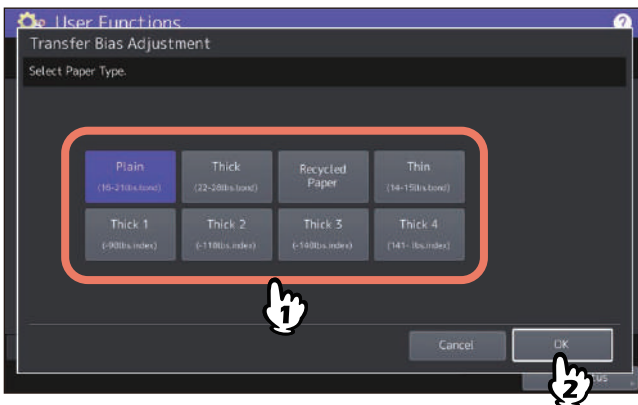 User Functions
?
Transfer Bias Adjustment
Select Paper Type.
Plain
(16-21lbs.bond)
Thick
(22-28lbs.bond)
Recycled
Paper
Thin
(14-15lbs.bond)
Thick 1
(-90lbs.index)
Thick 2
(-110lbs.index)
Thick 3
(-140lbs.index)
Thick 4
(141- lbs.index)
1
Cancel
OK
2